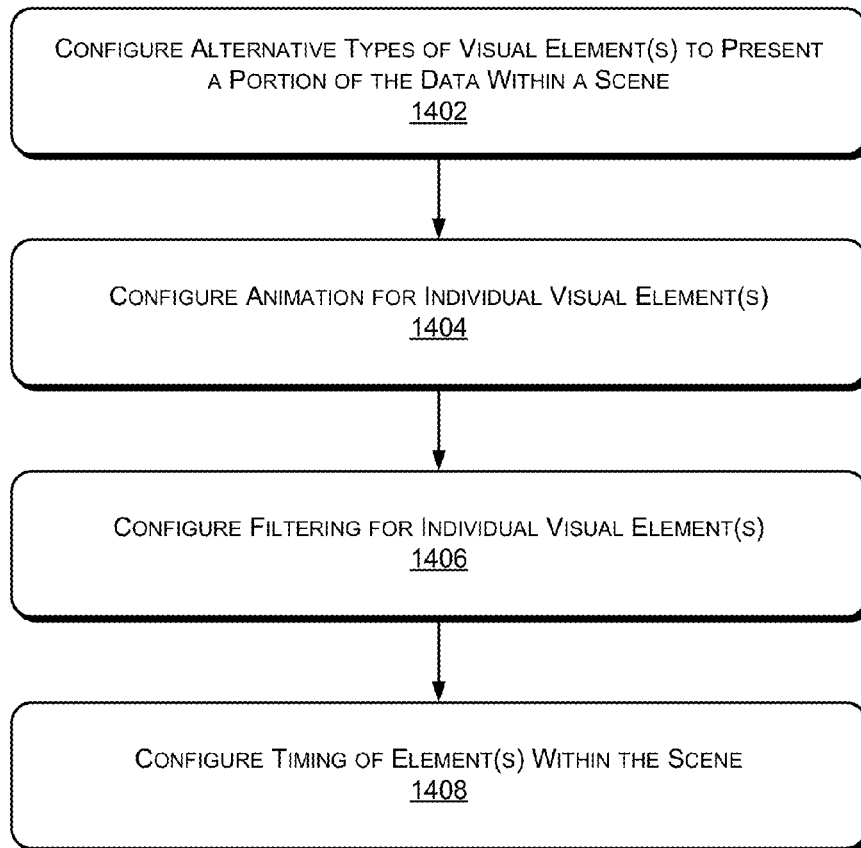 CONFIGURE ALTERNATIVE TYPES OF VISUAL ELEMENT(S) TO PRESENT
A PORTION OF THE DATA WITHIN A SCENE
1402
CONFIGURE ANIMATION FOR INDIVIDUAL VISUAL ELEMENT(S)
1404
CONFIGURE FILTERING FOR INDIVIDUAL VISUAL ELEMENT(S)
1406
CONFIGURE TIMING OF ELEMENT(S) WITHIN THE SCENE
1408